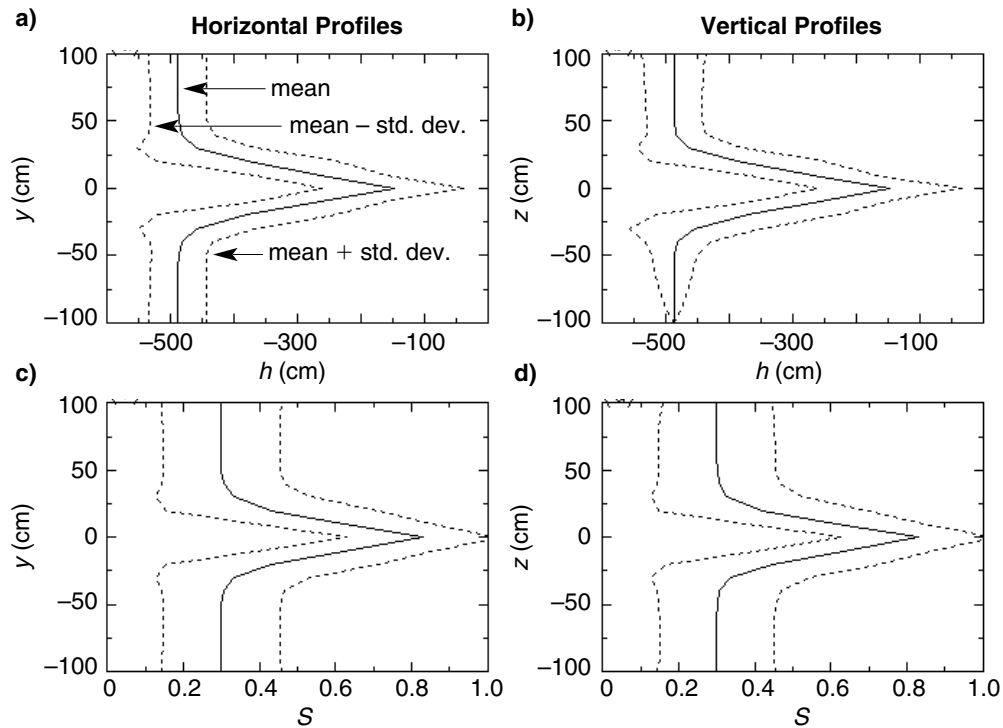 a)
Horizontal Profiles
b)
Vertical Profiles
100
50
0
−50
−100
y (cm)
mean
mean – std. dev.
mean + std. dev.
−500
−300
−100
h (cm)
100
50
0
−50
−100
z (cm)
−500
−300
−100
h (cm)
c)
d)
100
50
0
−50
−100
y (cm)
0
0.2
0.4
0.6
0.8
1.0
S
100
50
0
−50
−100
z (cm)
0
0.2
0.4
0.6
0.8
1.0
S